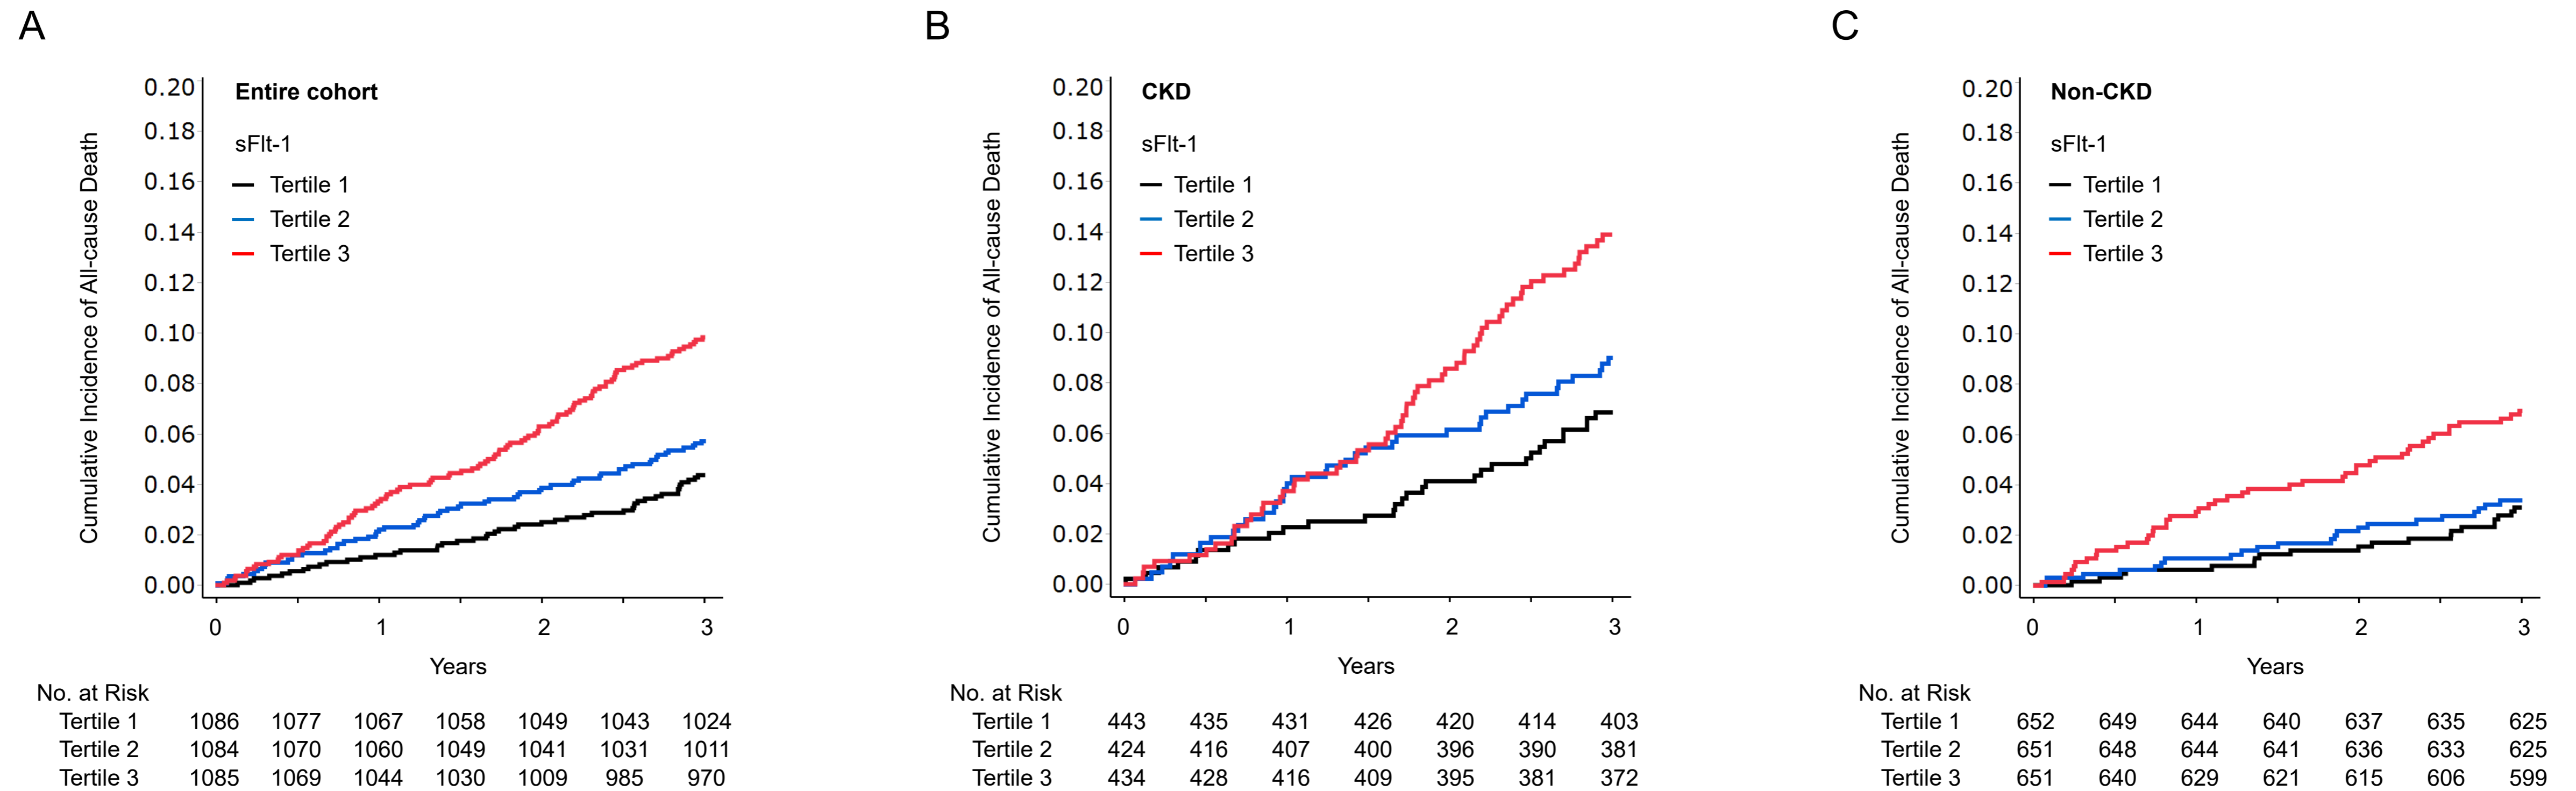 A
Cumulative Incidence of All-cause Death
0.20
0.18
0.16
0.14
0.12
0.10
0.08
0.06
0.04
0.02
0.00
Entire cohort
sFlt-1
Tertile 1
Tertile 2
Tertile 3
0 1 2 3
Years
No. at Risk
Tertile 1 1086 1077 1067 1058 1049 1043 1024
Tertile 2 1084 1070 1060 1049 1041 1031 1011
Tertile 3 1085 1069 1044 1030 1009 985 970
B
Cumulative Incidence of All-cause Death
0.20
0.18
0.16
0.14
0.12
0.10
0.08
0.06
0.04
0.02
0.00
CKD
sFlt-1
Tertile 1
Tertile 2
Tertile 3
0 1 2 3
Years
No. at Risk
Tertile 1 443 435 431 426 420 414 403
Tertile 2 424 416 407 400 396 390 381
Tertile 3 434 428 416 409 395 381 372
C
Cumulative Incidence of All-cause Death
0.20
0.18
0.16
0.14
0.12
0.10
0.08
0.06
0.04
0.02
0.00
Non-CKD
sFlt-1
Tertile 1
Tertile 2
Tertile 3
0 1 2 3
Years
No. at Risk
Tertile 1 652 649 644 640 637 635 625
Tertile 2 651 648 644 641 636 633 625
Tertile 3 651 640 629 621 615 606 599